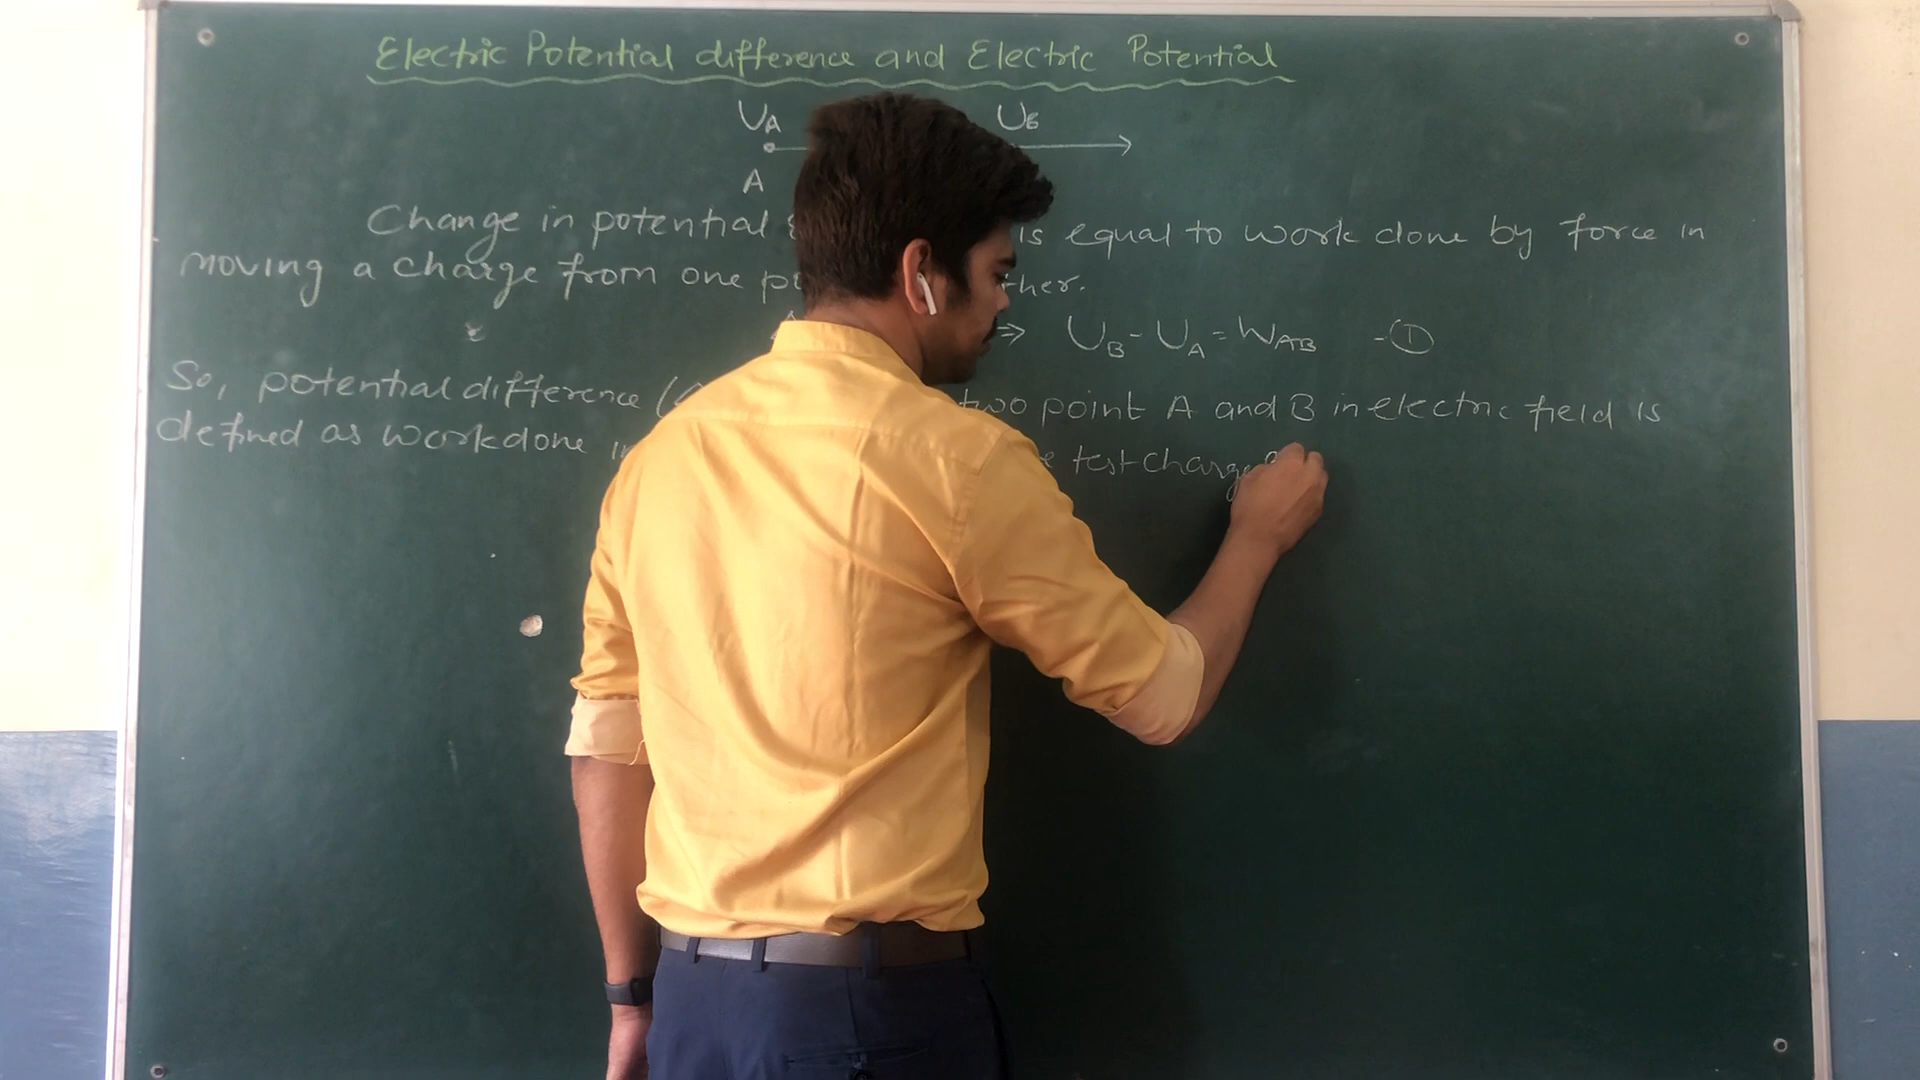 Electric Potential difference and Electric Potential
UA UB
A
Change in potential is equal to work done by force in
moving a charge from one
⇒ UB - UA = WAB -①
So, potential difference ( two point A and B in electric field is
defined as workdone test charge